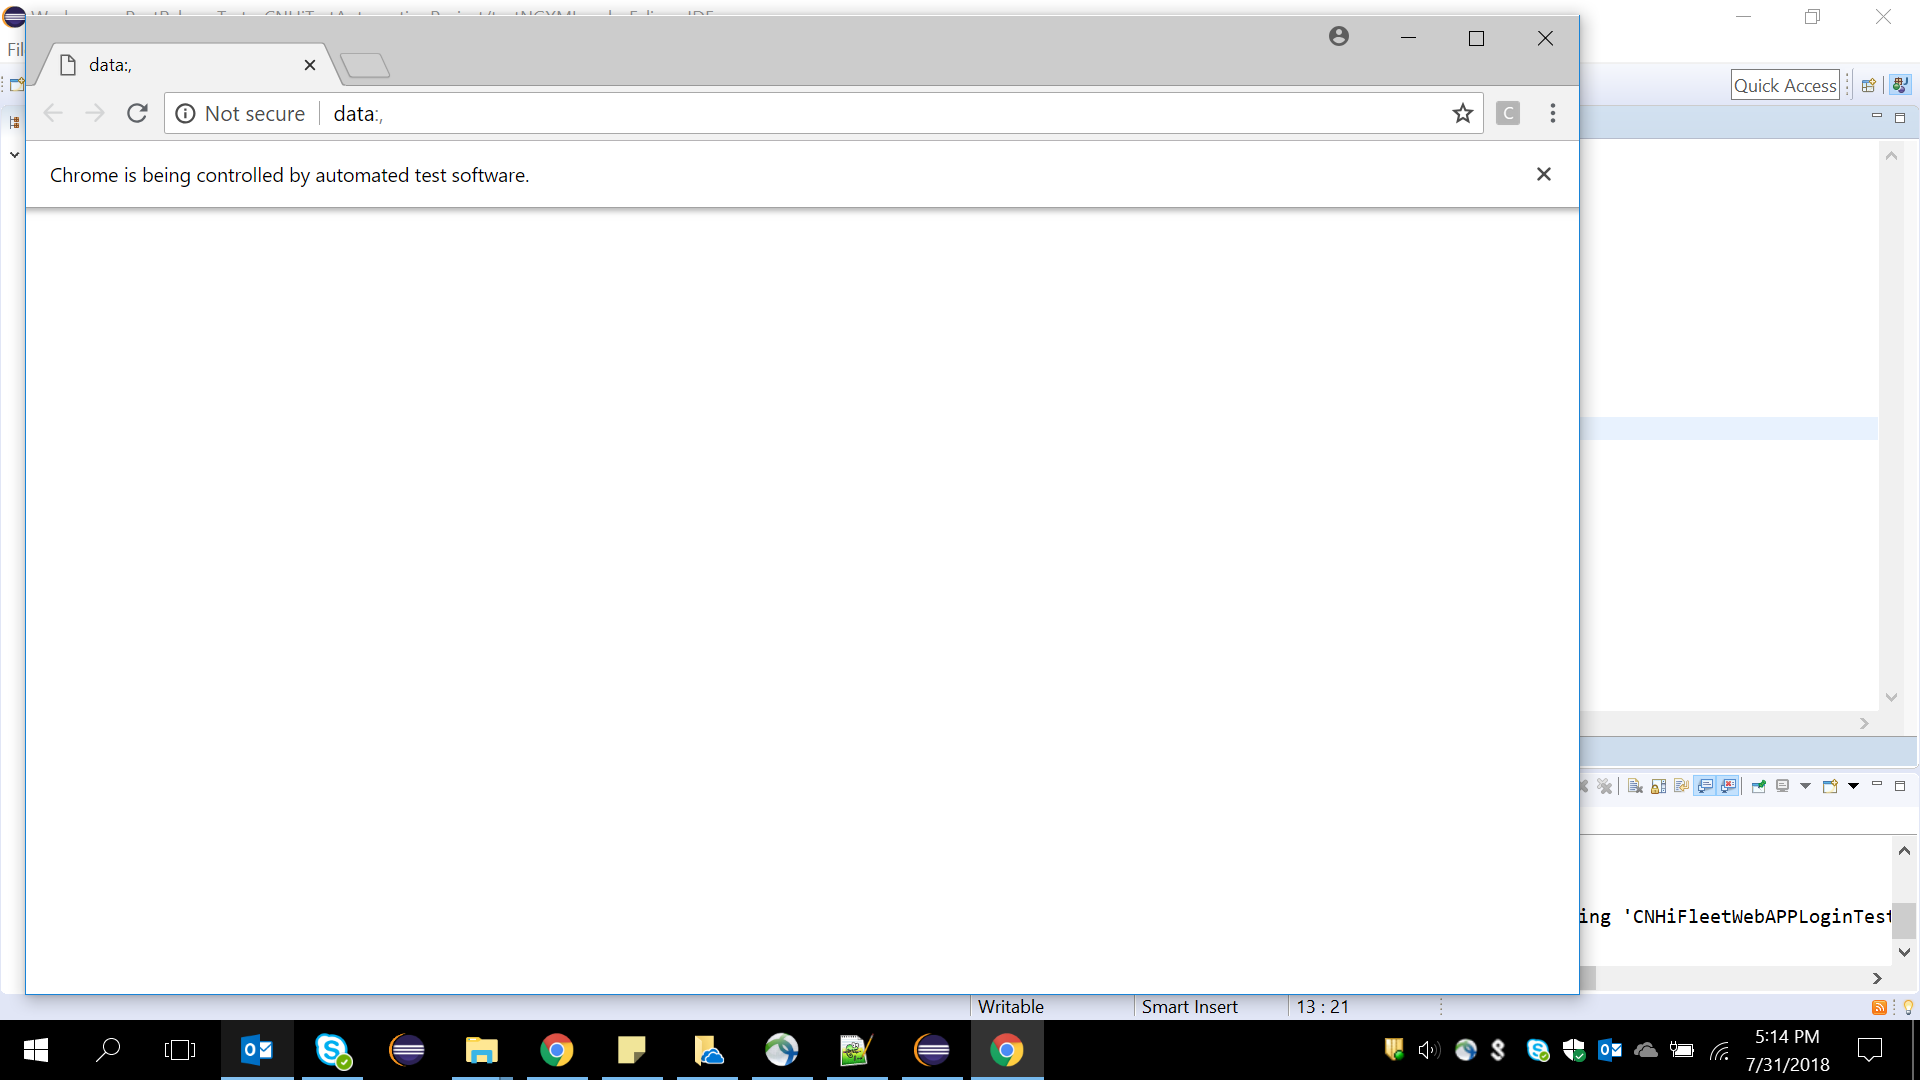 Fil
data:,
Quick Access
Not secure
data:,
C
Chrome is being controlled by automated test software.
ing 'CNHiFleetWebAPPLoginTest
Writable
Smart Insert
13 : 21
5:14 PM
7/31/2018